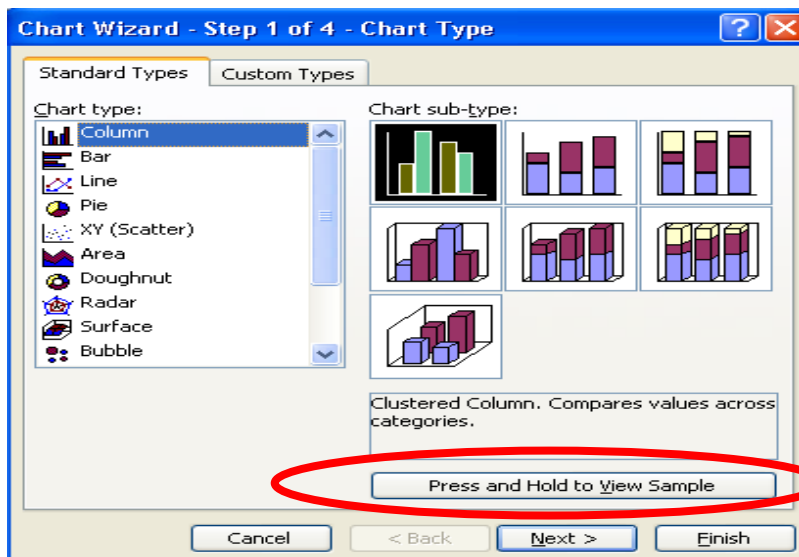 Chart Wizard - Step 1 of 4 - Chart Type
Standard Types
Custom Types
Chart type:
Column
Bar
Line
Pie
XY (Scatter)
Area
Doughnut
Radar
Surface
Bubble
Chart sub-type:
Clustered Column. Compares values across
categories.
Press and Hold to View Sample
Cancel
< Back
Next >
Finish